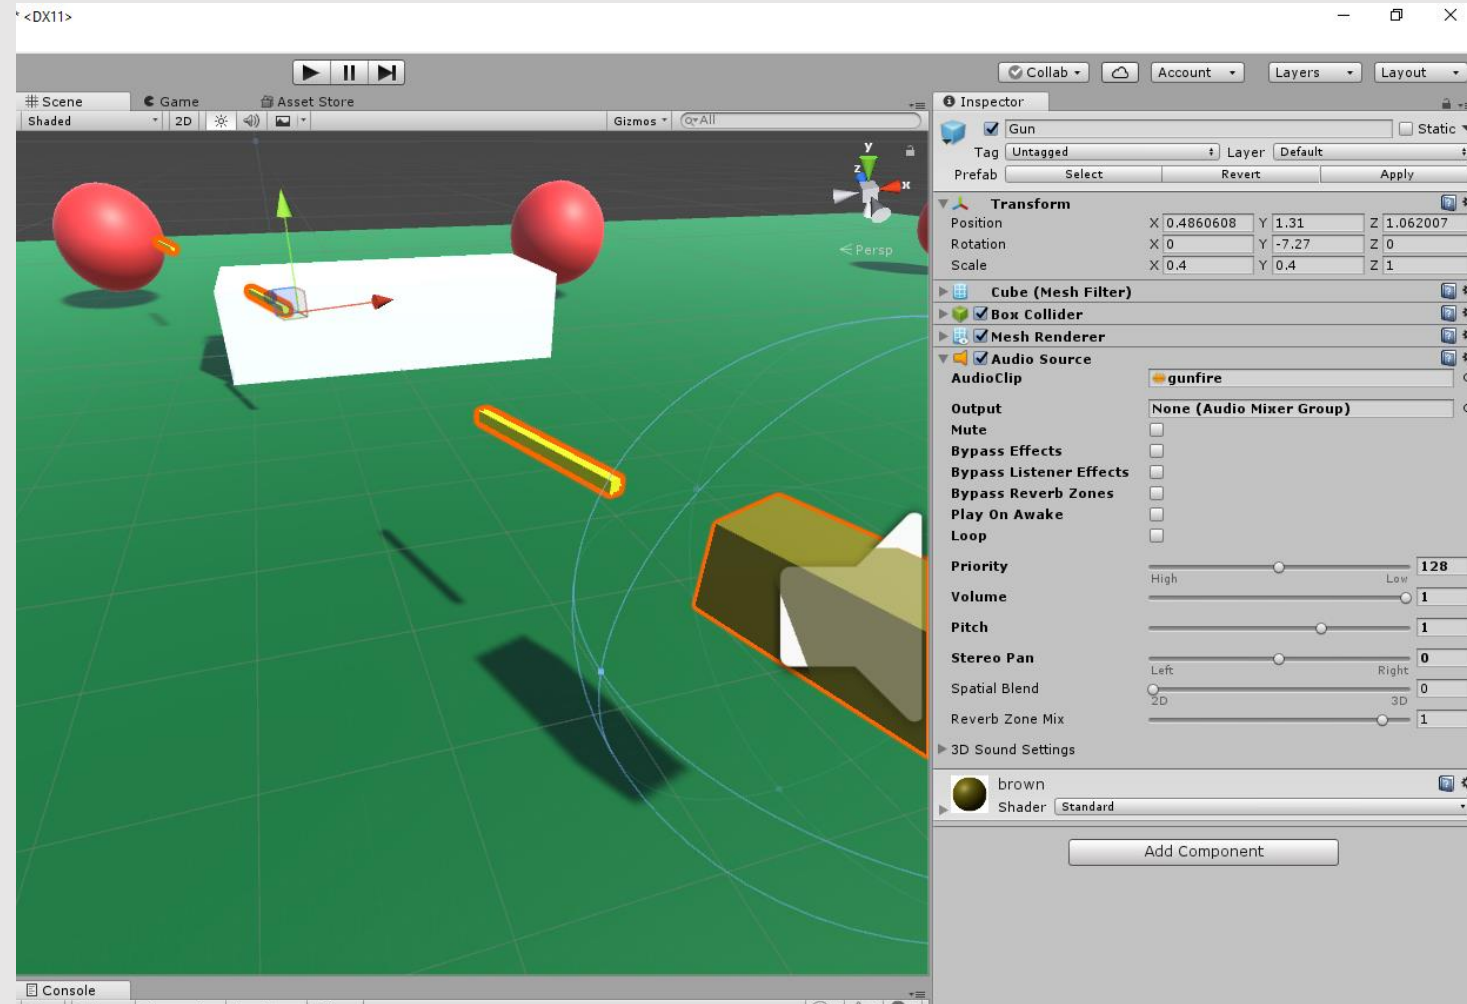 * <DX11>
Collab Account Layers Layout
Scene Game Asset Store
Inspector
Shaded 2D Gizmos All
Gun Static
Tag Untagged Layer Default
Prefab Select Revert Apply
Transform
Position X 0.4860608 Y 1.31 Z 1.062007
Rotation X 0 Y -7.27 Z 0
Scale X 0.4 Y 0.4 Z 1
y
z
x
Persp
Cube (Mesh Filter)
Box Collider
Mesh Renderer
Audio Source
AudioClip gunfire
Output None (Audio Mixer Group)
Mute
Bypass Effects
Bypass Listener Effects
Bypass Reverb Zones
Play On Awake
Loop
Priority 128
High Low
Volume 1
Pitch 1
Stereo Pan 0
Left Right
Spatial Blend 0
2D 3D
Reverb Zone Mix 1
3D Sound Settings
brown
Shader Standard
Add Component
Console